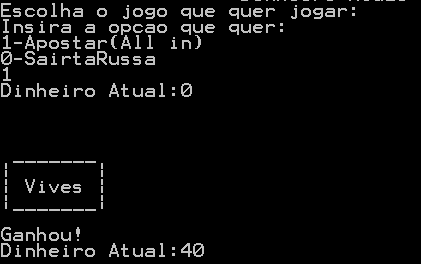 Escolha o jogo que quer jogar:
Insira a opcao que quer:
1-Apostar(All in)
0-SairtaRussa
1
Dinheiro Atual:0
Vives
Ganhou!
Dinheiro Atual:40